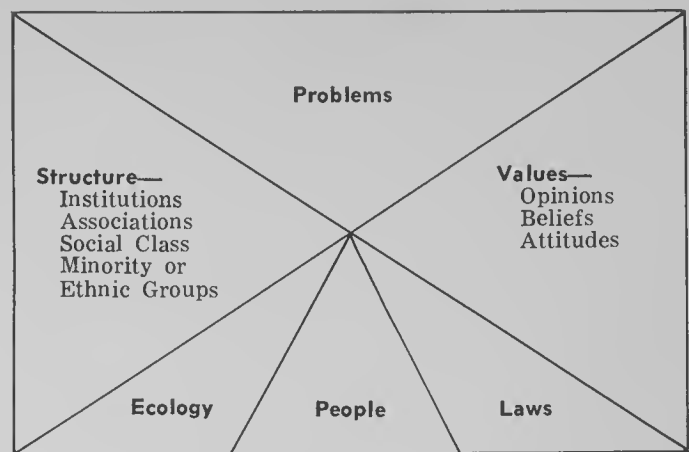 Problems
Structure—
Institutions
Associations
Social Class
Minority or
Ethnic Groups
Values—
Opinions
Beliefs
Attitudes
Ecology
People
Laws